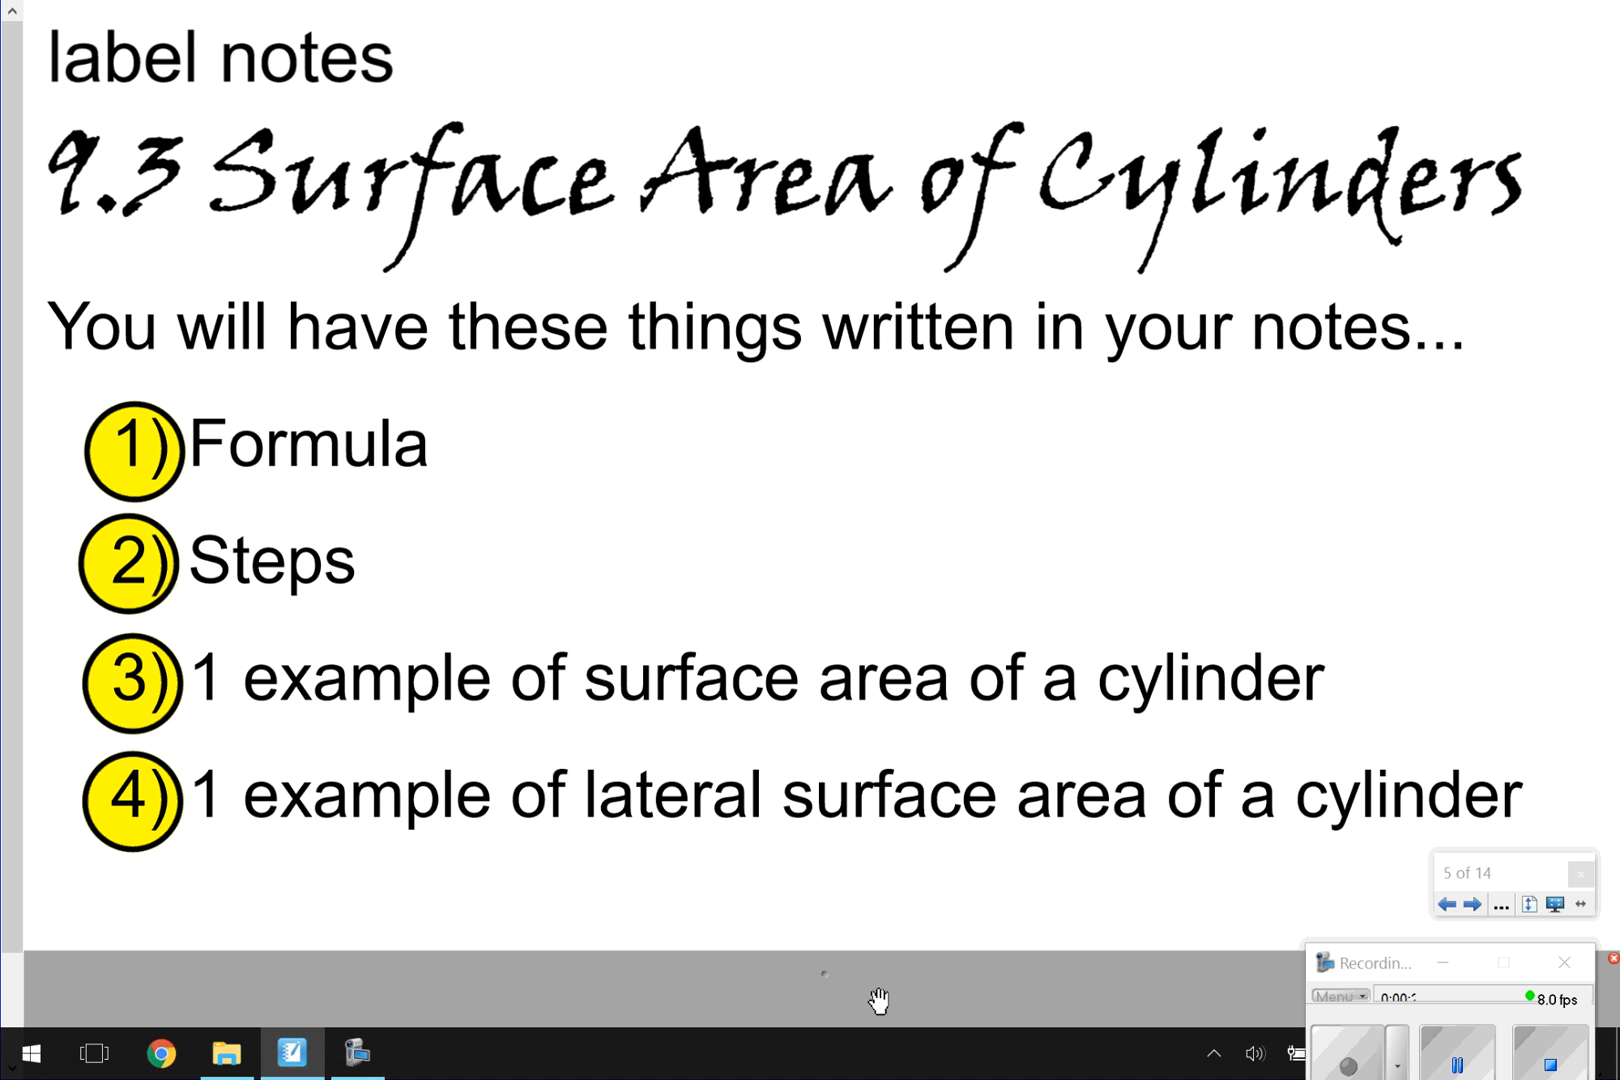 label notes
9.3 Surface Area of Cylinders
You will have these things written in your notes...
1) Formula
2) Steps
3) 1 example of surface area of a cylinder
4) 1 example of lateral surface area of a cylinder
5 of 14
Recordin...
Menu
8.0 fps